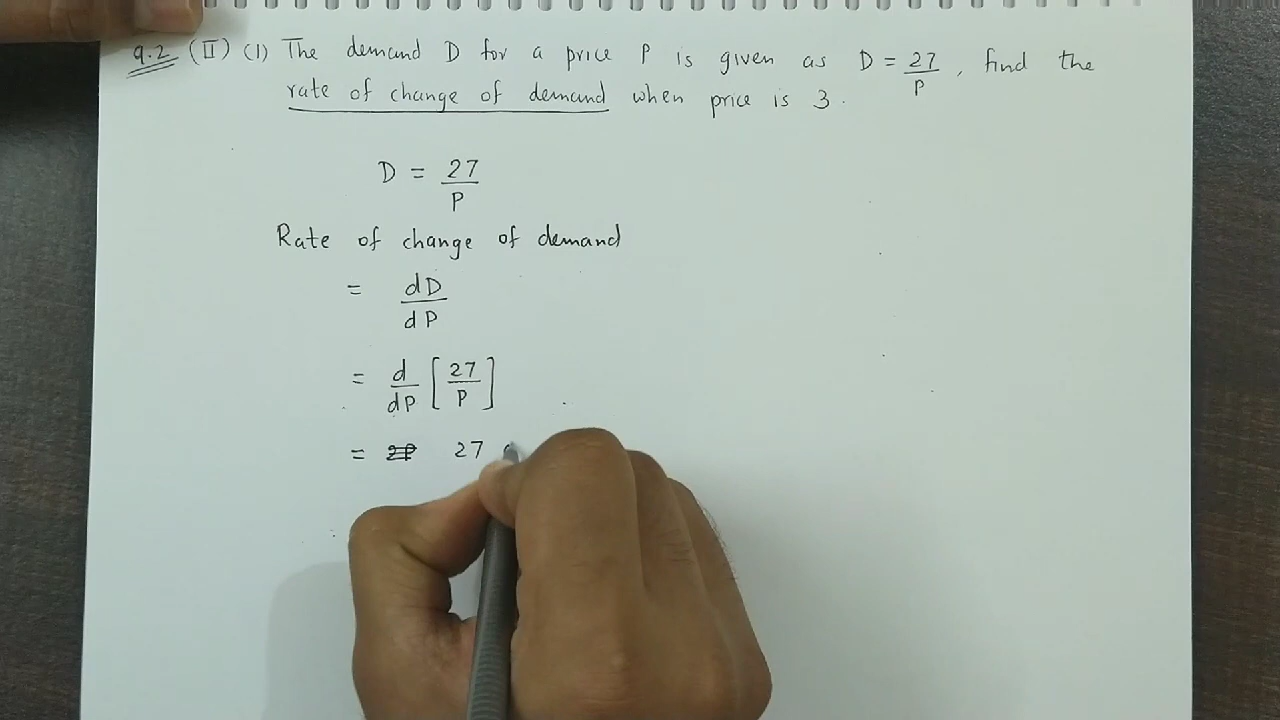 9.2 (II) (1) The demand D for a price P is given as D = 27/P, find the
rate of change of demand when price is 3.
D = 27/P
Rate of change of demand
= dD/dP
= d/dP [27/P]
= 27